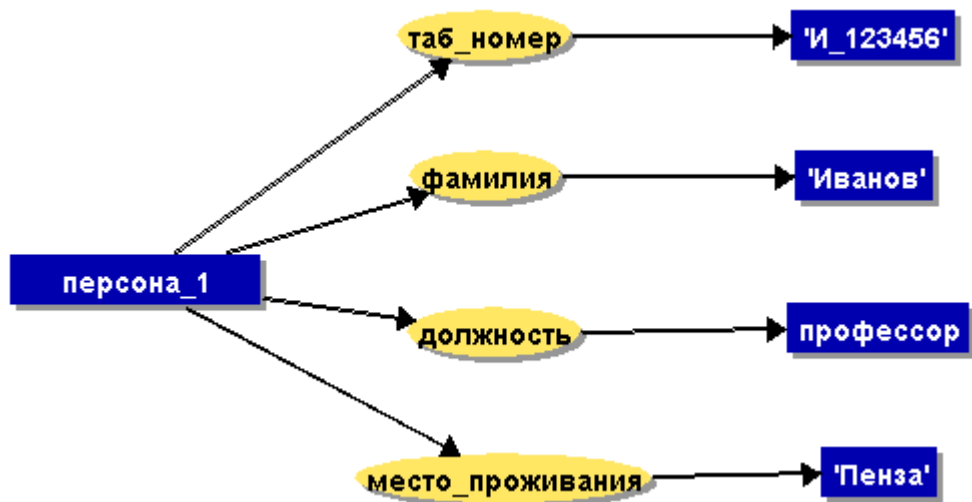 таб_номер
'И_123456'
фамилия
'Иванов'
персона_1
должность
профессор
место_проживания
'Пенза'